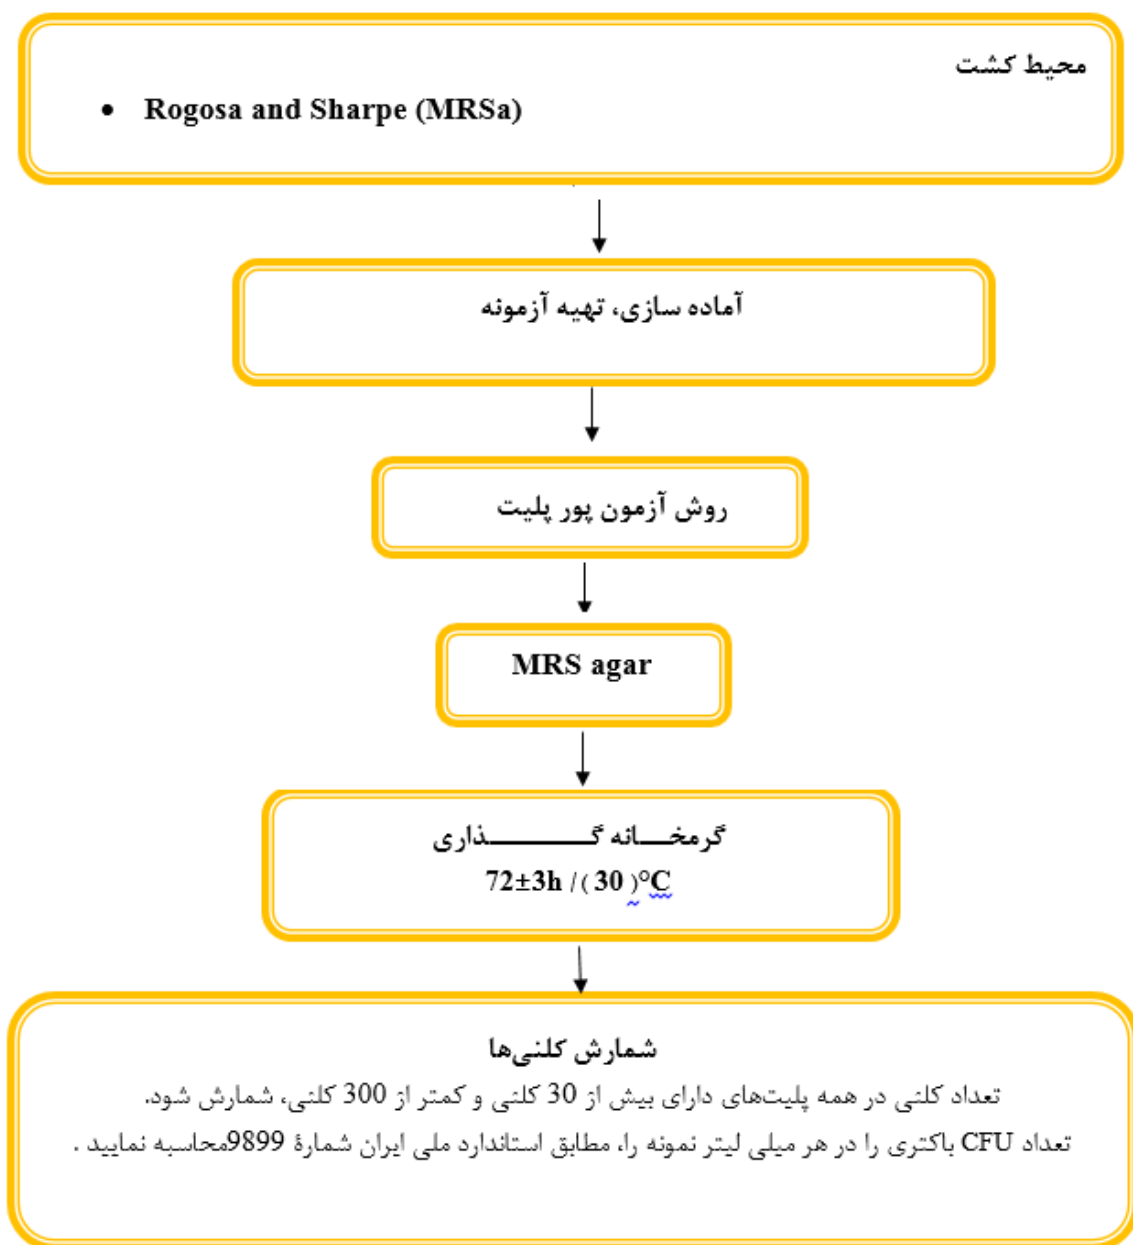 محیط کشت
• Rogosa and Sharpe (MRSa)
آماده سازی، تهیه آزمونه
روش آزمون پور پلیت
MRS agar
گرمخـــانه گــــــــــــذاری
72±3h / ( 30 )°C
شمارش کلنی‌ها
تعداد کلنی در همه پلیت‌های دارای بیش از 30 کلنی و کمتر از 300 کلنی، شمارش شود.
تعداد CFU باکتری را در هر میلی لیتر نمونه را، مطابق استاندارد ملی ایران شمارۀ 9899محاسبه نمایید .